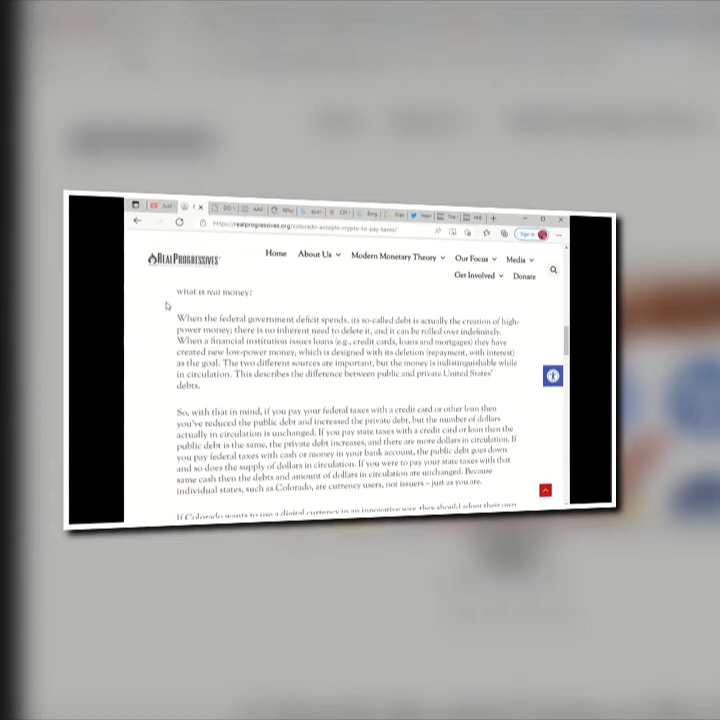 https://realprogressives.org/colorado-accepts-crypto-to-pay-taxes/
Sign in
REALPROGRESSIVES
Home
About Us
Modern Monetary Theory
Our Focus
Media
Get Involved
Donate
what is real money?
When the federal government deficit spends, its so-called debt is actually the creation of high-
power money; there is no inherent need to delete it, and it can be rolled over indefinitely.
When a financial institution issues loans (e.g., credit cards, loans and mortgages) they have
created new low-power money, which is designed with its deletion (repayment, with interest)
as the goal. The two different sources are important, but the money is indistinguishable while
in circulation. This describes the difference between public and private United States'
debts.
So, with that in mind, if you pay your federal taxes with a credit card or other loan then
you've reduced the public debt and increased the private debt, but the number of dollars
actually in circulation is unchanged. If you pay state taxes with a credit card or loan then the
public debt is the same, the private debt increases, and there are more dollars in circulation. If
you pay federal taxes with cash or money in your bank account, the public debt goes down
and so does the supply of dollars in circulation. If you were to pay your state taxes with that
same cash then the debts and amount of dollars in circulation are unchanged. Because
individual states, such as Colorado, are currency users, not issuers – just as you are.
If Colorado wants to use a digital currency in an innovative way, they should adopt their own